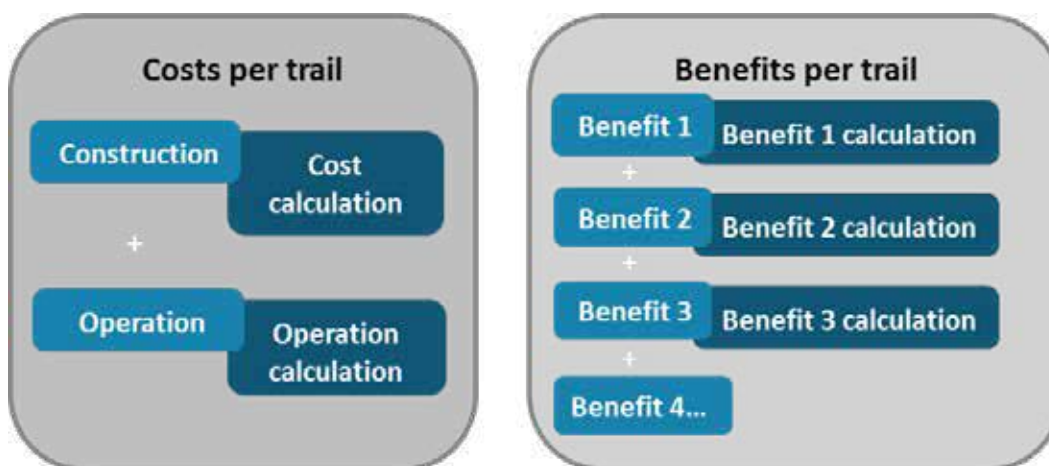 Costs per trail
Construction
Cost
calculation
+
Operation
Operation
calculation
Benefits per trail
Benefit 1
Benefit 1 calculation
+
Benefit 2
Benefit 2 calculation
+
Benefit 3
Benefit 3 calculation
+
Benefit 4...